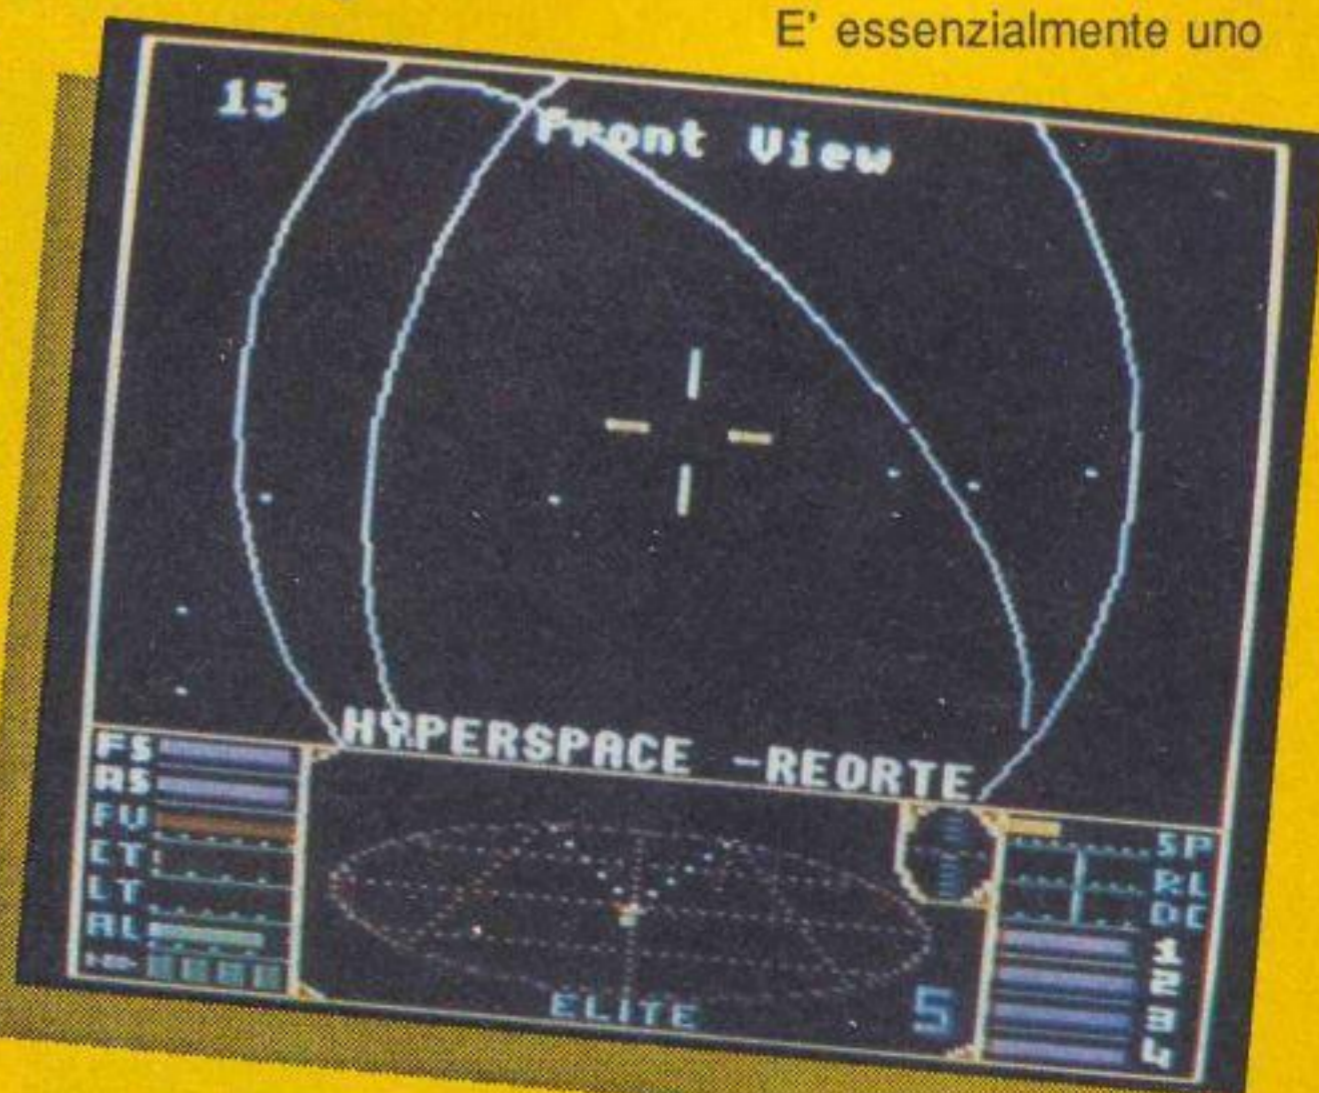 E' essenzialmente uno
15
Front View
HYPERSPACE -REORTE
FS
AS
FV
CT
LT
AL
ELITE
5
SP
RL
DC
1
2
3
4